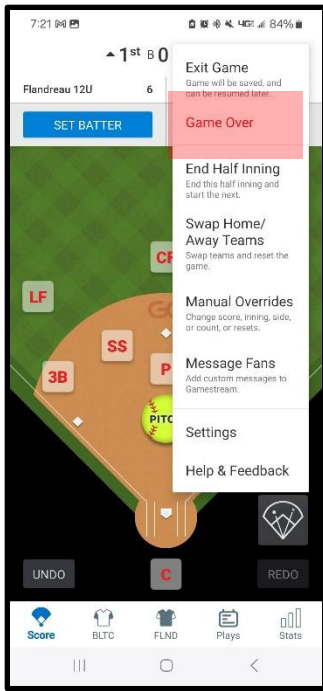 7:21
4G 84%
1st B 0
Flandreau 12U 6
SET BATTER
Exit Game
Game will be saved, and
can be resumed later.
Game Over
End Half Inning
End this half inning and
start the next.
Swap Home/
Away Teams
Swap teams and reset the
game.
Manual Overrides
Change score, inning, side,
or count, or resets.
Message Fans
Add custom messages to
Gamestream.
Settings
Help & Feedback
CF
LF
SS
3B
P
PITC
UNDO
C
REDO
Score
BLTC
FLND
Plays
Stats